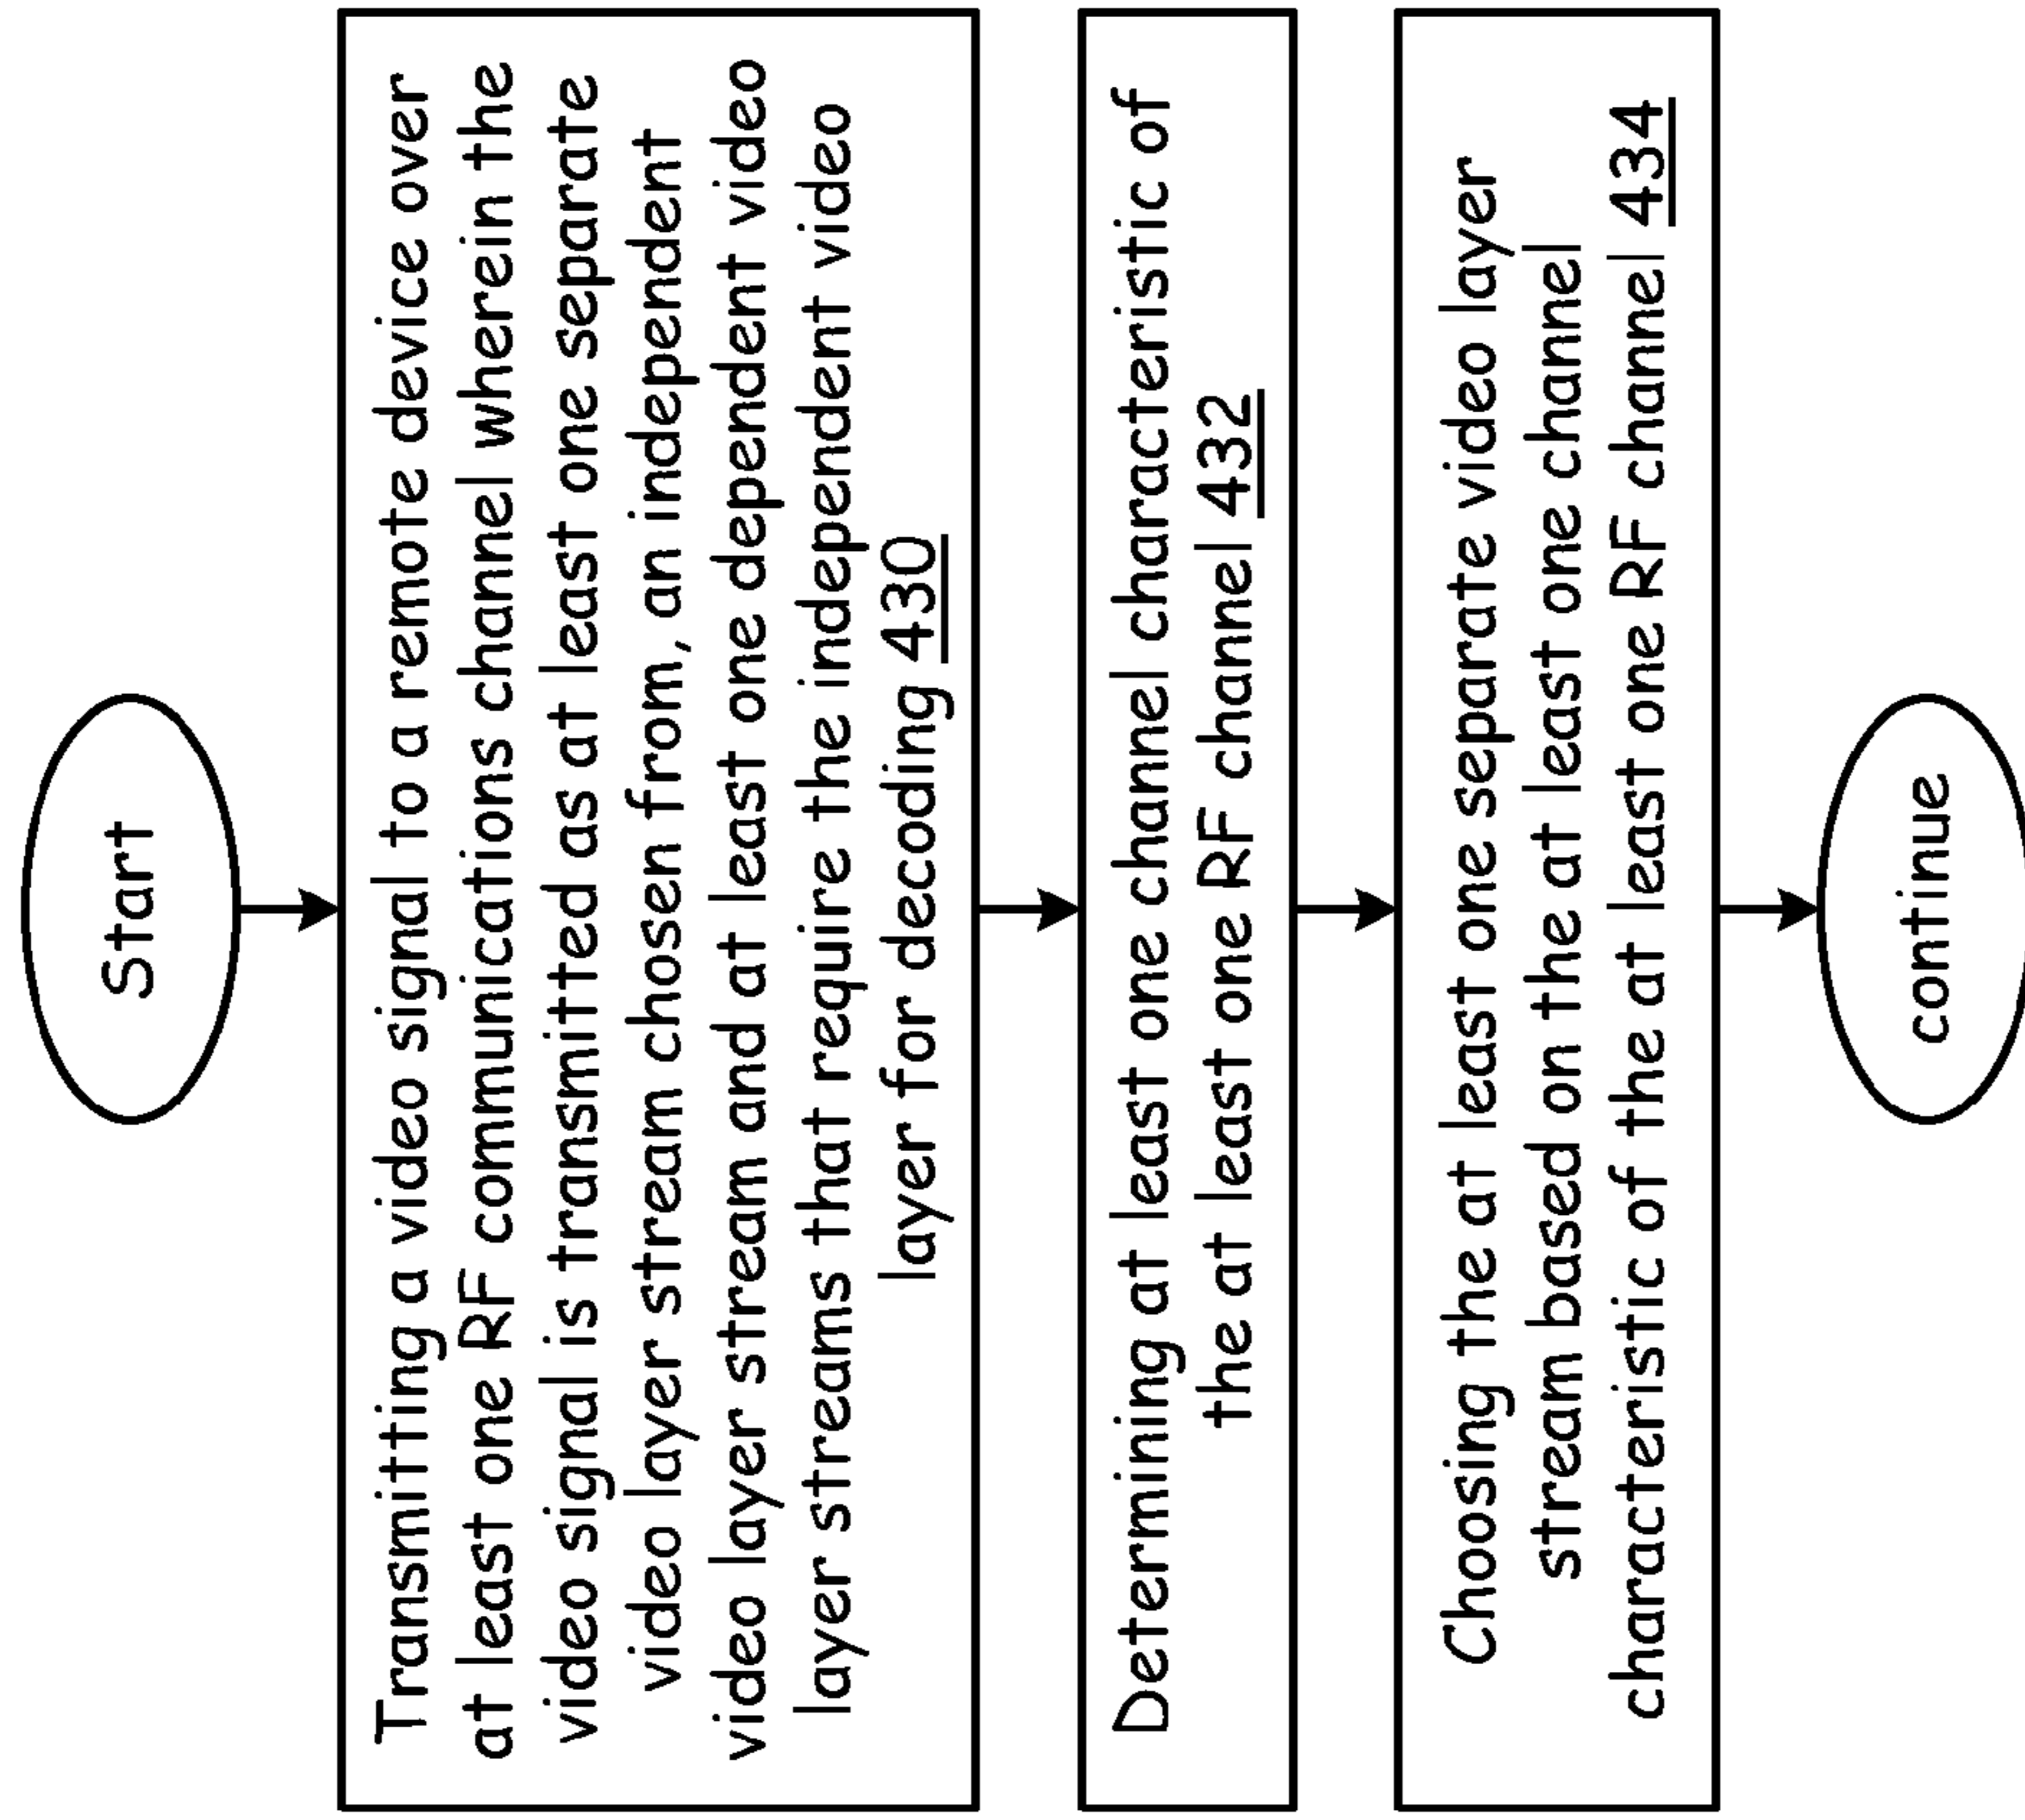 Start
Transmitting a video signal to a remote device over
at least one RF communications channel wherein the
video signal is transmitted as at least one separate
video layer stream chosen from, an independent
video layer stream and at least one dependent video
layer streams that require the independent video
layer for decoding 430
Determining at least one channel characteristic of
the at least one RF channel 432
Choosing the at least one separate video layer
stream based on the at least one channel
characteristic of the at least one RF channel 434
continue